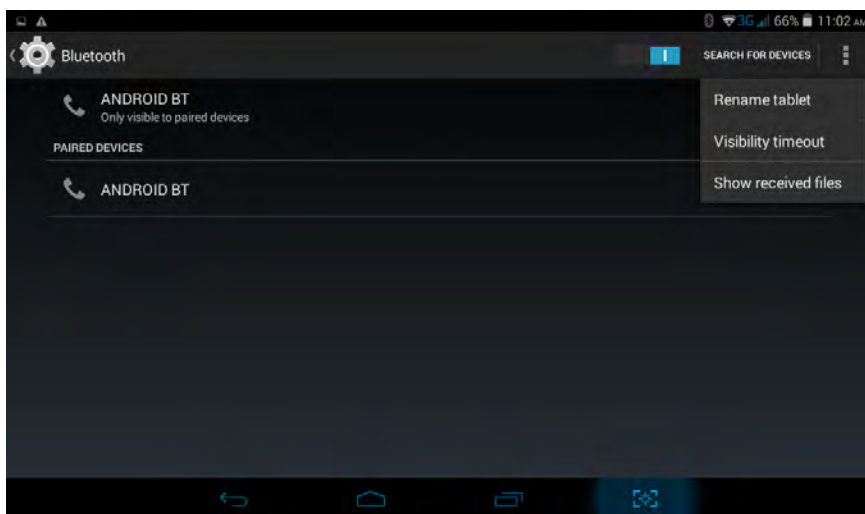 3G 66% 11:02 AM
Bluetooth
SEARCH FOR DEVICES
ANDROID BT
Only visible to paired devices
PAIRED DEVICES
ANDROID BT
Rename tablet
Visibility timeout
Show received files